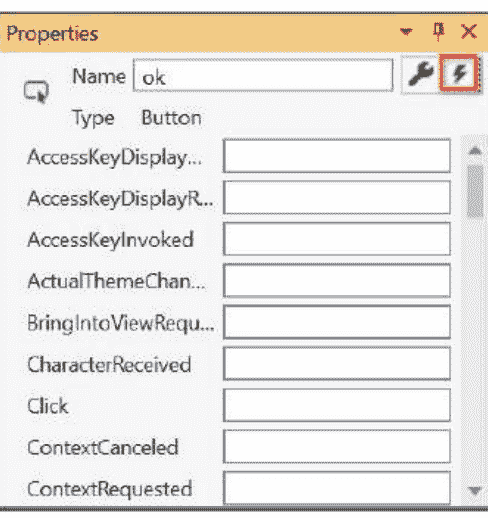 Properties
Name ok
Type Button
AccessKeyDisplay...
AccessKeyDisplayR...
AccessKeyInvoked
ActualThemeChan...
BringIntoViewRequ...
CharacterReceived
Click
ContextCanceled
ContextRequested